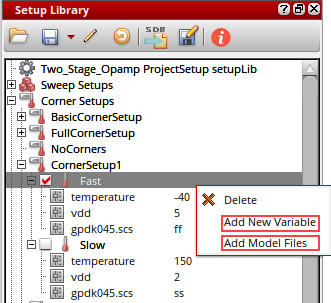 Setup Library
SDB
Two_Stage_Opamp ProjectSetup setupLib
Sweep Setups
Corner Setups
BasicCornerSetup
FullCornerSetup
NoCorners
CornerSetup1
Fast
temperature -40
Delete
vdd 5
Add New Variable
gpdk045.scs ff
Add Model Files
Slow
temperature 150
vdd 2
gpdk045.scs ss